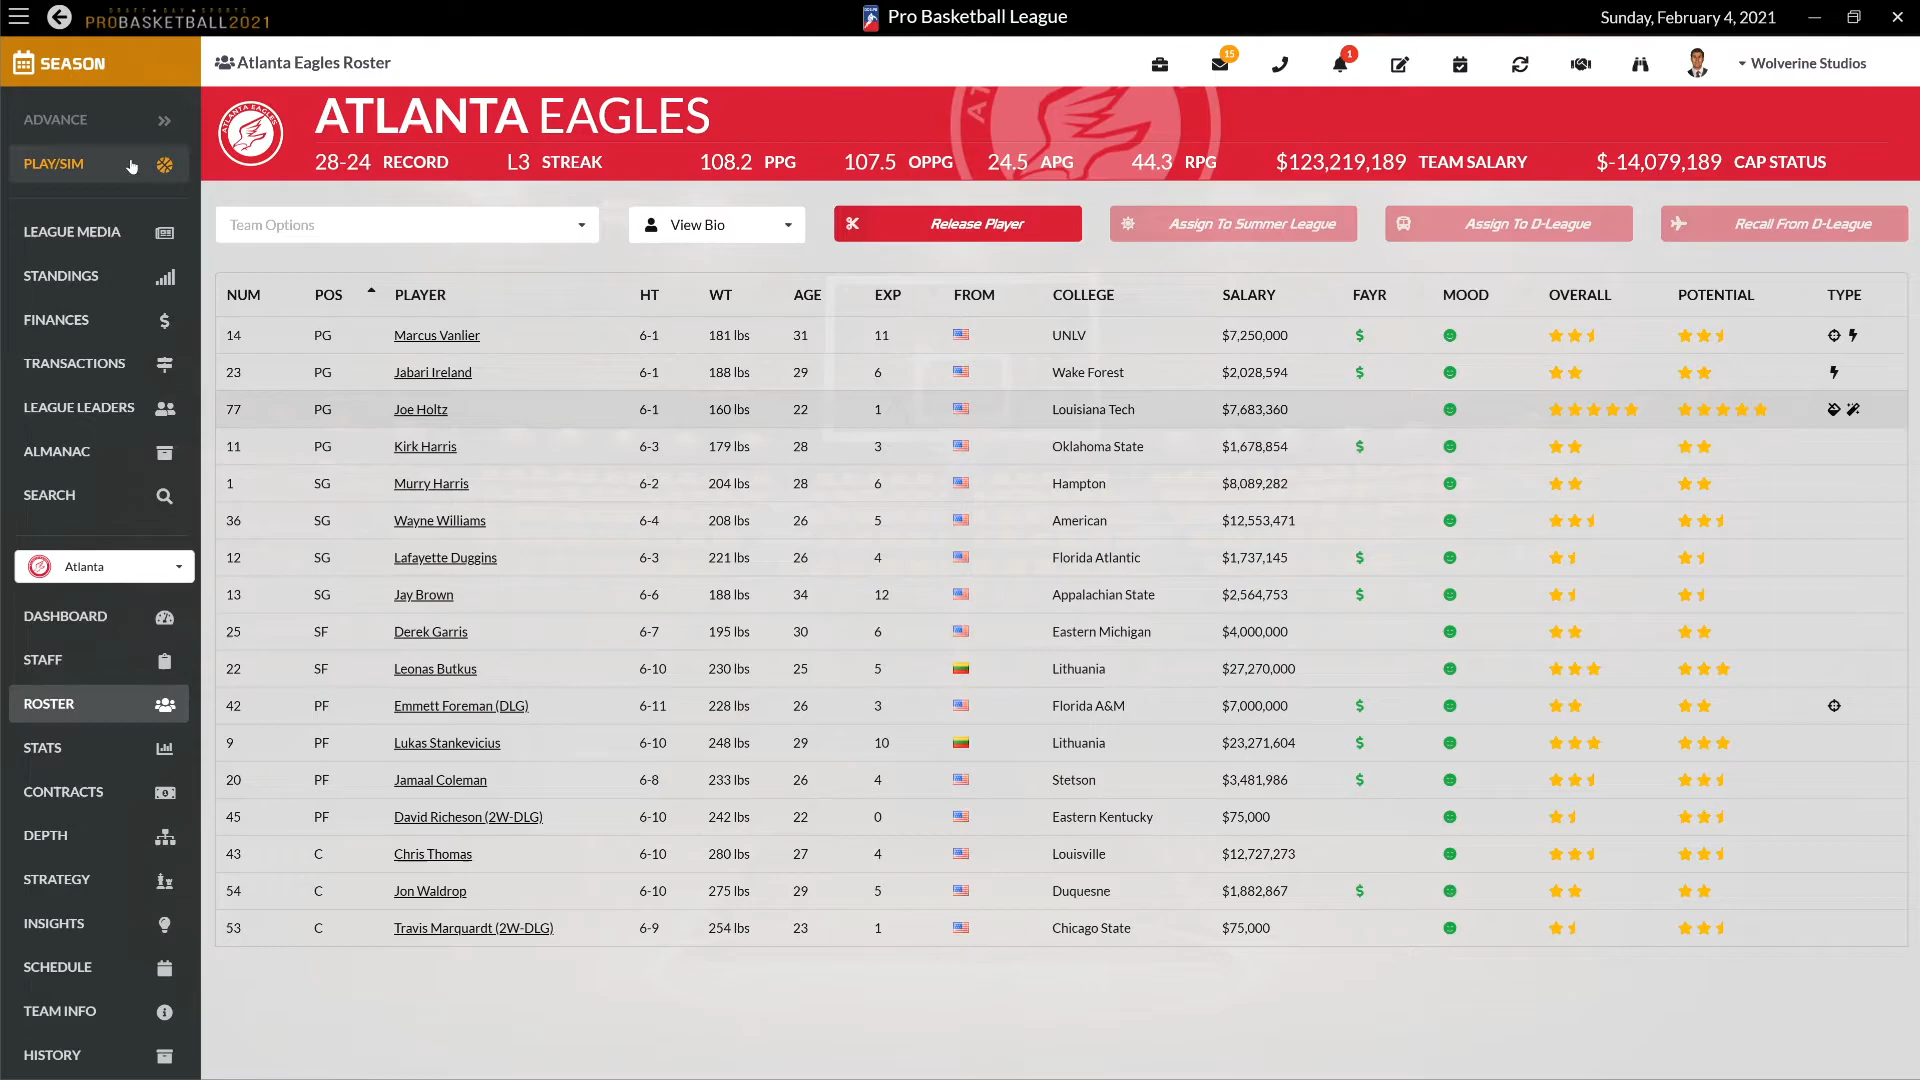 DRAFT • DAY • SPORTS
PROBASKETBALL2021
Pro Basketball League
Sunday, February 4, 2021
SEASON
Atlanta Eagles Roster
15
1
Wolverine Studios
ADVANCE
PLAY/SIM
LEAGUE MEDIA
STANDINGS
FINANCES
TRANSACTIONS
LEAGUE LEADERS
ALMANAC
SEARCH
Atlanta
DASHBOARD
STAFF
ROSTER
STATS
CONTRACTS
DEPTH
STRATEGY
INSIGHTS
SCHEDULE
TEAM INFO
HISTORY
ATLANTA EAGLES
28-24 RECORD L3 STREAK 108.2 PPG 107.5 OPPG 24.5 APG 44.3 RPG $123,219,189 TEAM SALARY $-14,079,189 CAP STATUS
Team Options View Bio Release Player Assign To Summer League Assign To D-League Recall From D-League
NUM POS PLAYER HT WT AGE EXP FROM COLLEGE SALARY FAYR MOOD OVERALL POTENTIAL TYPE
14 PG Marcus Vanlier 6-1 181 lbs 31 11 UNLV $7,250,000 $
23 PG Jabari Ireland 6-1 188 lbs 29 6 Wake Forest $2,028,594 $
77 PG Joe Holtz 6-1 160 lbs 22 1 Louisiana Tech $7,683,360
11 PG Kirk Harris 6-3 179 lbs 28 3 Oklahoma State $1,678,854 $
1 SG Murry Harris 6-2 204 lbs 28 6 Hampton $8,089,282
36 SG Wayne Williams 6-4 208 lbs 26 5 American $12,553,471
12 SG Lafayette Duggins 6-3 221 lbs 26 4 Florida Atlantic $1,737,145 $
13 SG Jay Brown 6-6 188 lbs 34 12 Appalachian State $2,564,753 $
25 SF Derek Garris 6-7 195 lbs 30 6 Eastern Michigan $4,000,000
22 SF Leonas Butkus 6-10 230 lbs 25 5 Lithuania $27,270,000
42 PF Emmett Foreman (DLG) 6-11 228 lbs 26 3 Florida A&M $7,000,000 $
9 PF Lukas Stankevicius 6-10 248 lbs 29 10 Lithuania $23,271,604 $
20 PF Jamaal Coleman 6-8 233 lbs 26 4 Stetson $3,481,986 $
45 PF David Richeson (2W-DLG) 6-10 242 lbs 22 0 Eastern Kentucky $75,000
43 C Chris Thomas 6-10 280 lbs 27 4 Louisville $12,727,273
54 C Jon Waldrop 6-10 275 lbs 29 5 Duquesne $1,882,867 $
53 C Travis Marquardt (2W-DLG) 6-9 254 lbs 23 1 Chicago State $75,000